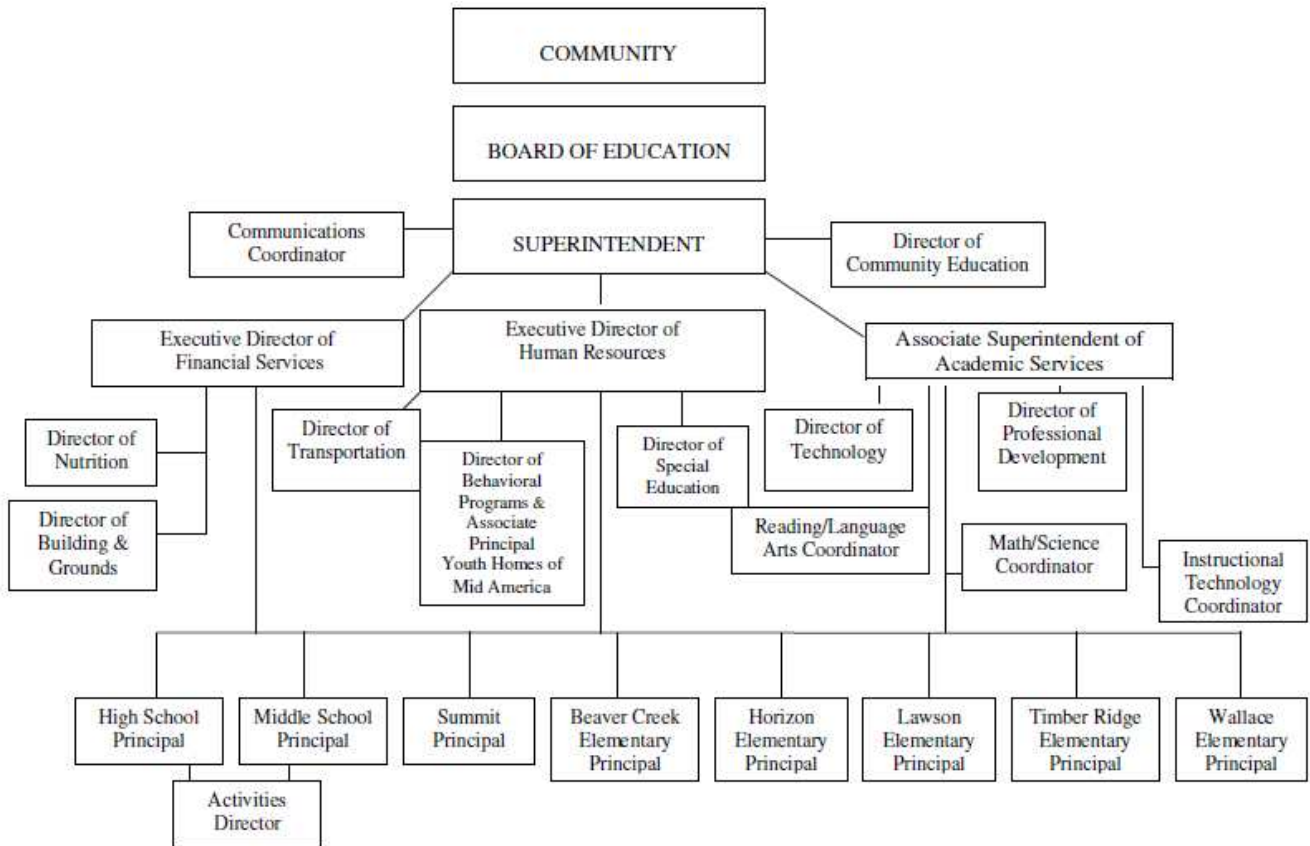 COMMUNITY
BOARD OF EDUCATION
SUPERINTENDENT
Communications
Coordinator
Director of
Community Education
Executive Director of
Financial Services
Executive Director of
Human Resources
Associate Superintendent of
Academic Services
Director of
Nutrition
Director of
Building &
Grounds
Director of
Transportation
Director of
Behavioral
Programs &
Associate
Principal
Youth Homes of
Mid America
Director of
Special
Education
Director of
Technology
Reading/Language
Arts Coordinator
Director of
Professional
Development
Math/Science
Coordinator
Instructional
Technology
Coordinator
High School
Principal
Middle School
Principal
Summit
Principal
Beaver Creek
Elementary
Principal
Horizon
Elementary
Principal
Lawson
Elementary
Principal
Timber Ridge
Elementary
Principal
Wallace
Elementary
Principal
Activities
Director